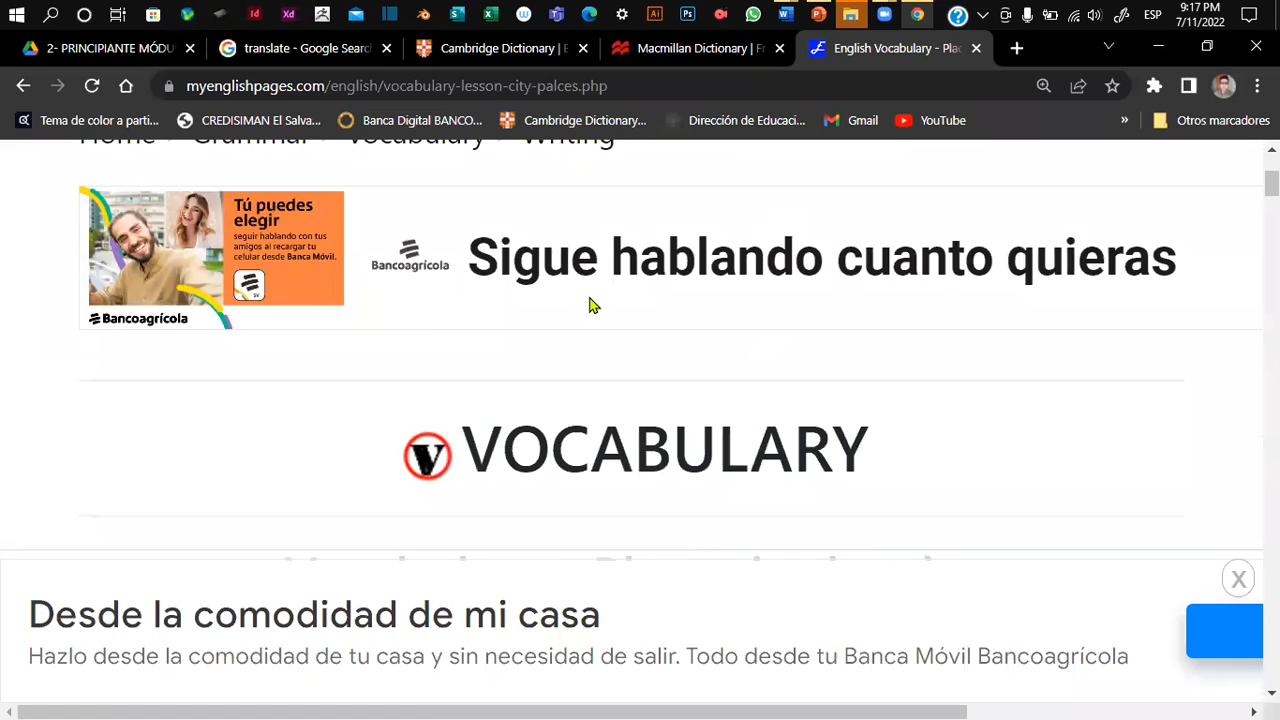 ESP
9:17 PM
7/11/2022
2- PRINCIPIANTE MÓDU
translate - Google Searc
Cambridge Dictionary | E
Macmillan Dictionary | Fr
English Vocabulary - Plac
myenglishpages.com/english/vocabulary-lesson-city-palces.php
Tema de color a parti...
CREDISIMAN El Salva...
Banca Digital BANCO...
Cambridge Dictionary...
Dirección de Educaci...
Gmail
YouTube
»
Otros marcadores
Home
Grammar
Vocabulary
Writing
Tú puedes
elegir
seguir hablando con tus
amigos al recargar tu
celular desde Banca Móvil.
Bancoagrícola
Bancoagrícola
Sigue hablando cuanto quieras
V VOCABULARY
X
Desde la comodidad de mi casa
Hazlo desde la comodidad de tu casa y sin necesidad de salir. Todo desde tu Banca Móvil Bancoagrícola